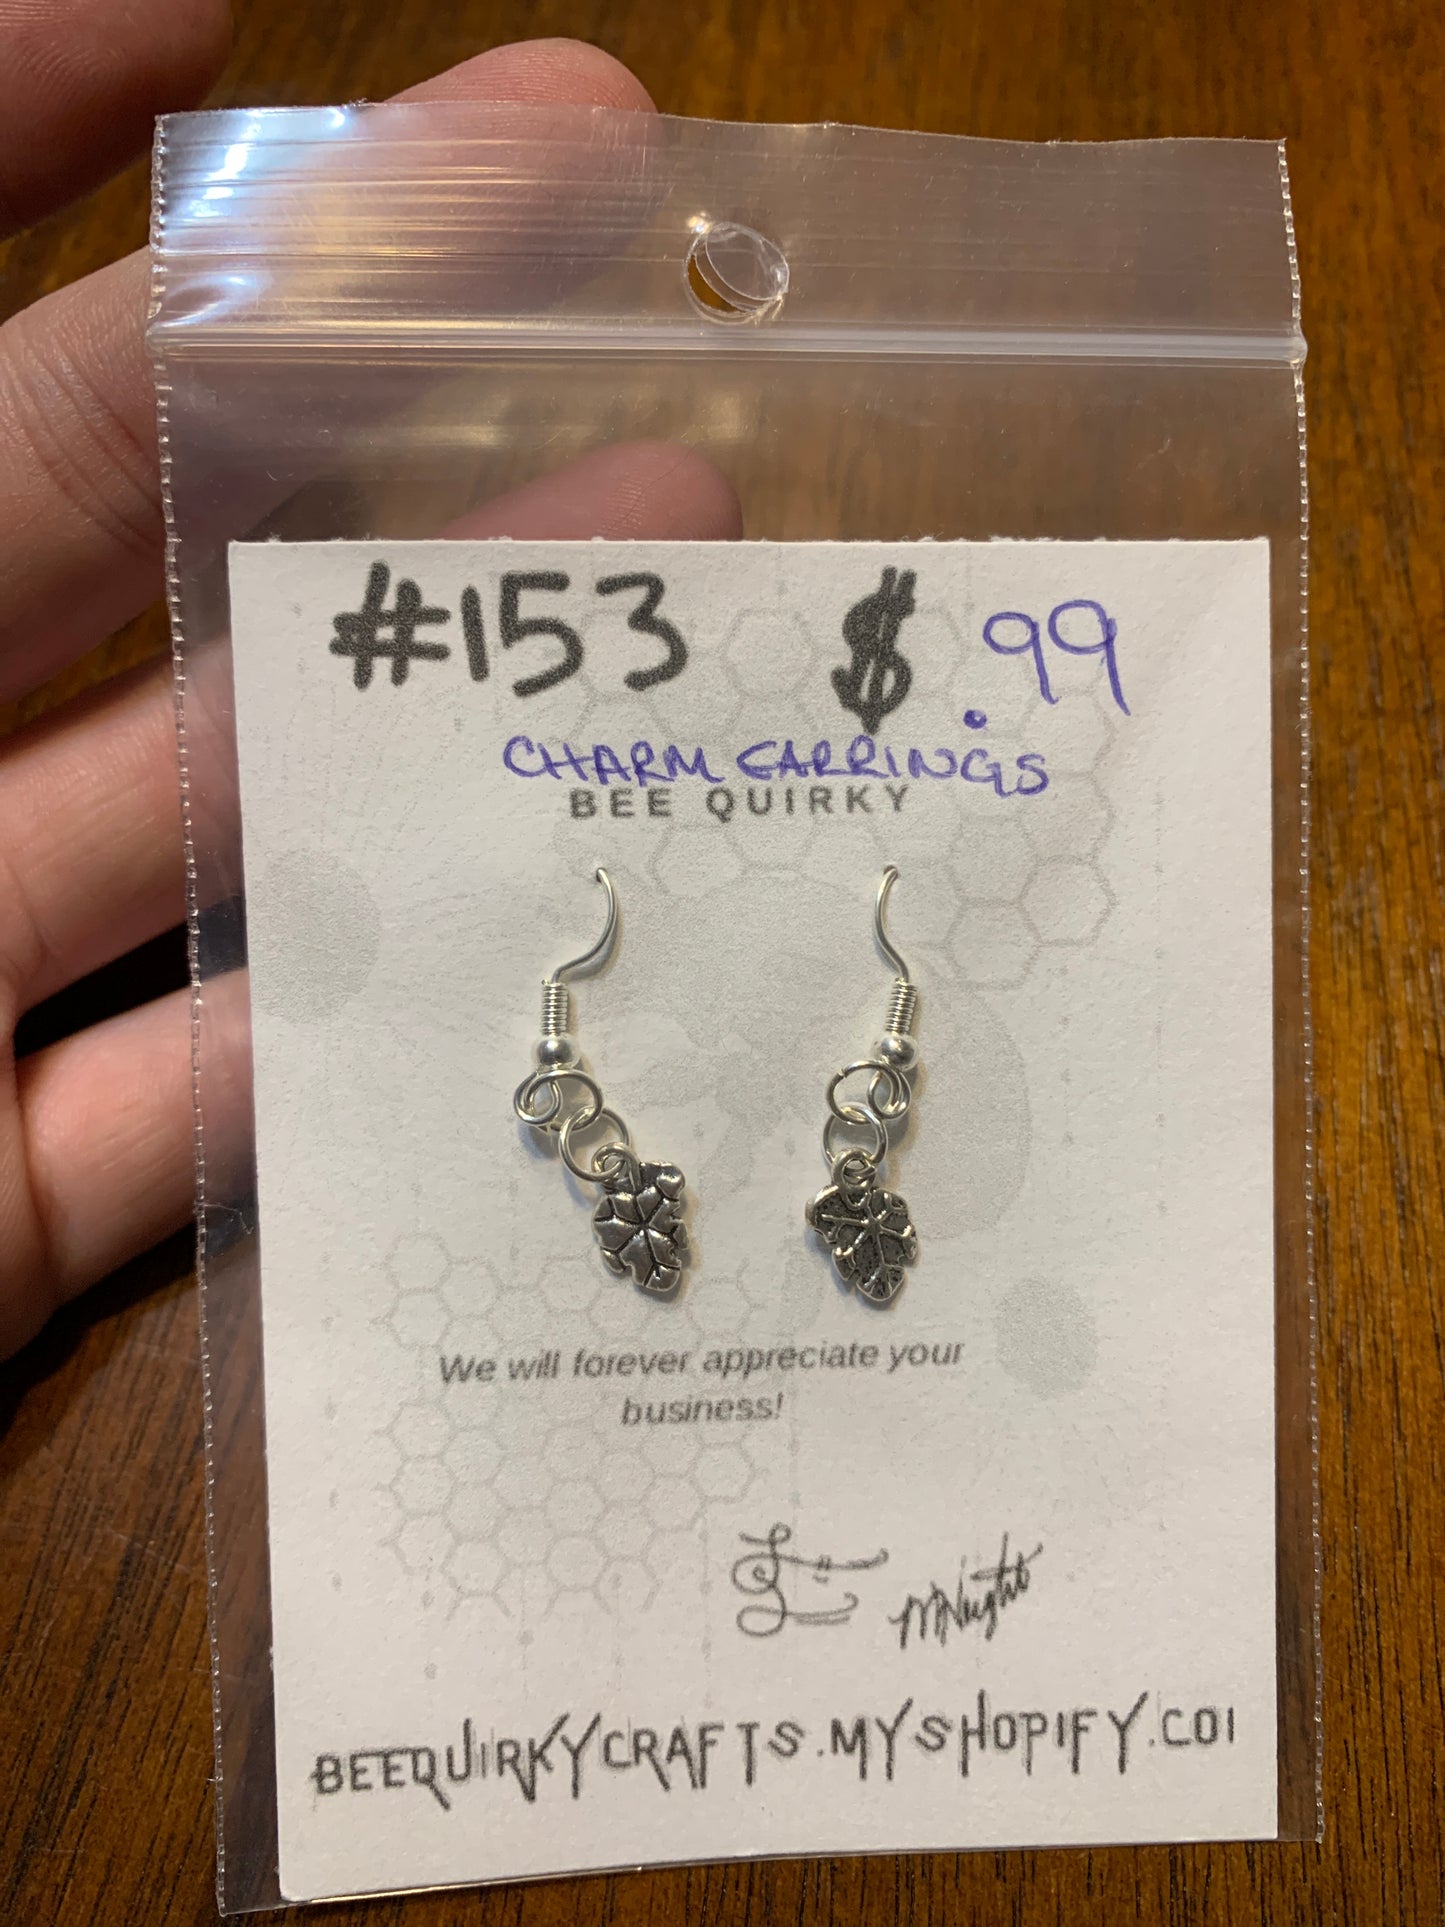 #153 $.99
CHARM EARRINGS
BEE QUIRKY
We will forever appreciate your
business!
BEEQUIRKYCRAFTS.MYSHOPIFY.CO